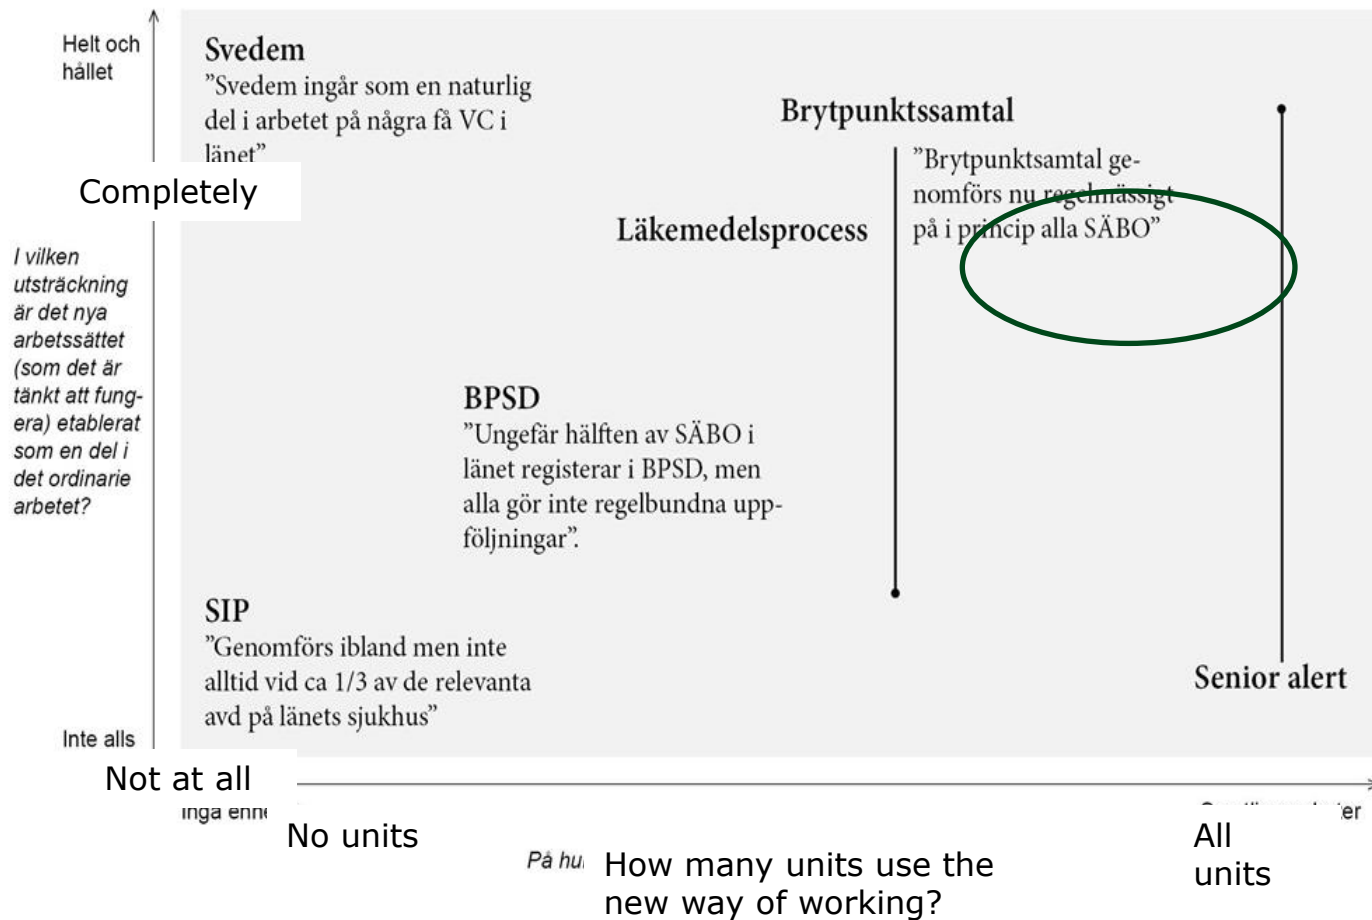 Helt och
hållet
Svedem
”Svedem ingår som en naturlig
del i arbetet på några få VC i
länet”
Completely
Brytpunktssamtal
”Brytpunktsamtal ge-
nomförs nu regelmässigt
på i princip alla SÄBO”
Läkemedelsprocess
I vilken
utsträckning
är det nya
arbetssättet
(som det är
tänkt att fung-
era) etablerat
som en del i
det ordinarie
arbetet?
BPSD
”Ungefär hälften av SÄBO i
länet registerar i BPSD, men
alla gör inte regelbundna upp-
följningar”.
SIP
”Genomförs ibland men inte
alltid vid ca 1/3 av de relevanta
avd på länets sjukhus”
Senior alert
Inte alls
Not at all
Inga
No units
All
units
På
How many units use the
new way of working?